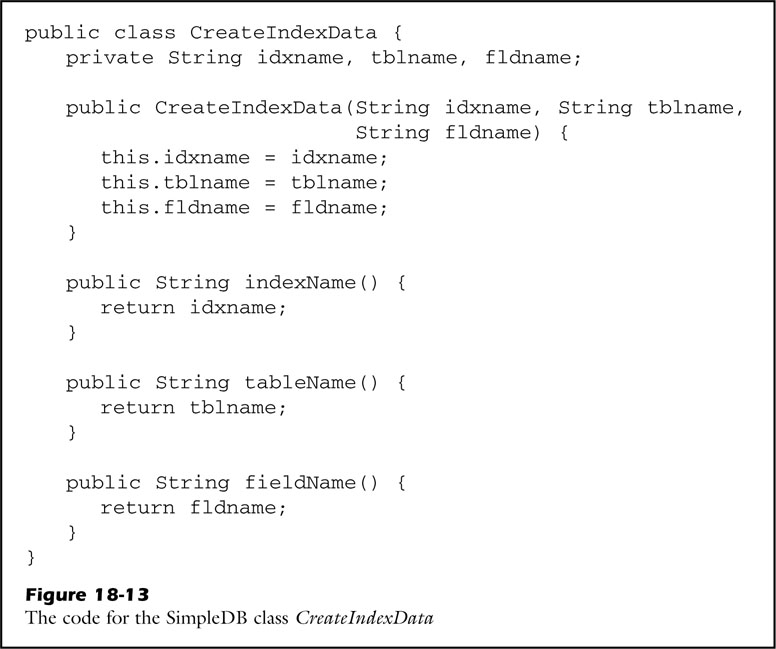 public class CreateIndexData {
   private String idxname, tblname, fldname;

   public CreateIndexData(String idxname, String tblname,
                          String fldname) {
      this.idxname = idxname;
      this.tblname = tblname;
      this.fldname = fldname;
   }

   public String indexName() {
      return idxname;
   }

   public String tableName() {
      return tblname;
   }

   public String fieldName() {
      return fldname;
   }
}
Figure 18-13
The code for the SimpleDB class CreateIndexData